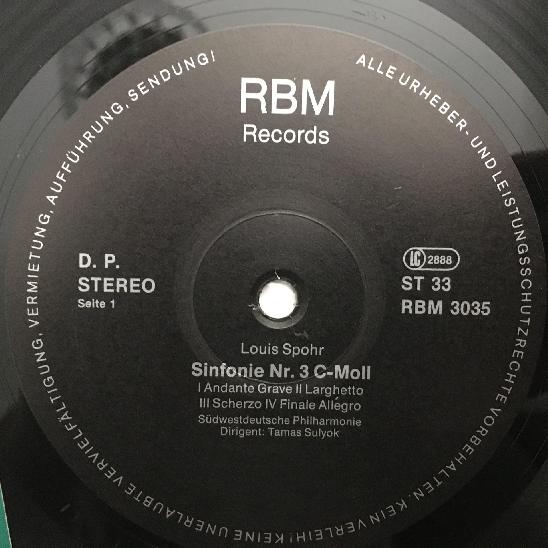 RBM
Records
D. P.
STEREO
Seite 1
LC 2888
ST 33
RBM 3035
Louis Spohr
Sinfonie Nr. 3 C-Moll
I Andante Grave II Larghetto
III Scherzo IV Finale Allegro
Südwestdeutsche Philharmonie
Dirigent: Tamas Sulyok
ALLE URHEBER- UND LEISTUNGSSCHUTZRECHTE VORBEHALTEN. KEIN VERLEIH! KEINE UNERLAUBTE VERVIELFÄLTIGUNG, VERMIETUNG, AUFFÜHRUNG, SENDUNG!